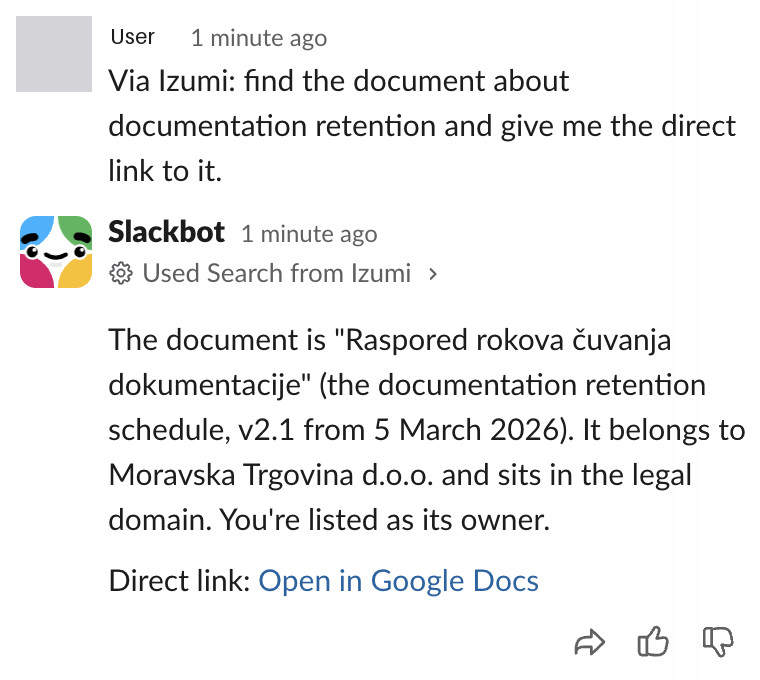 User 1 minute ago
Via Izumi: find the document about
documentation retention and give me the direct
link to it.
Slackbot 1 minute ago
Used Search from Izumi >
The document is "Raspored rokova čuvanja
dokumentacije" (the documentation retention
schedule, v2.1 from 5 March 2026). It belongs to
Moravska Trgovina d.o.o. and sits in the legal
domain. You're listed as its owner.
Direct link: Open in Google Docs